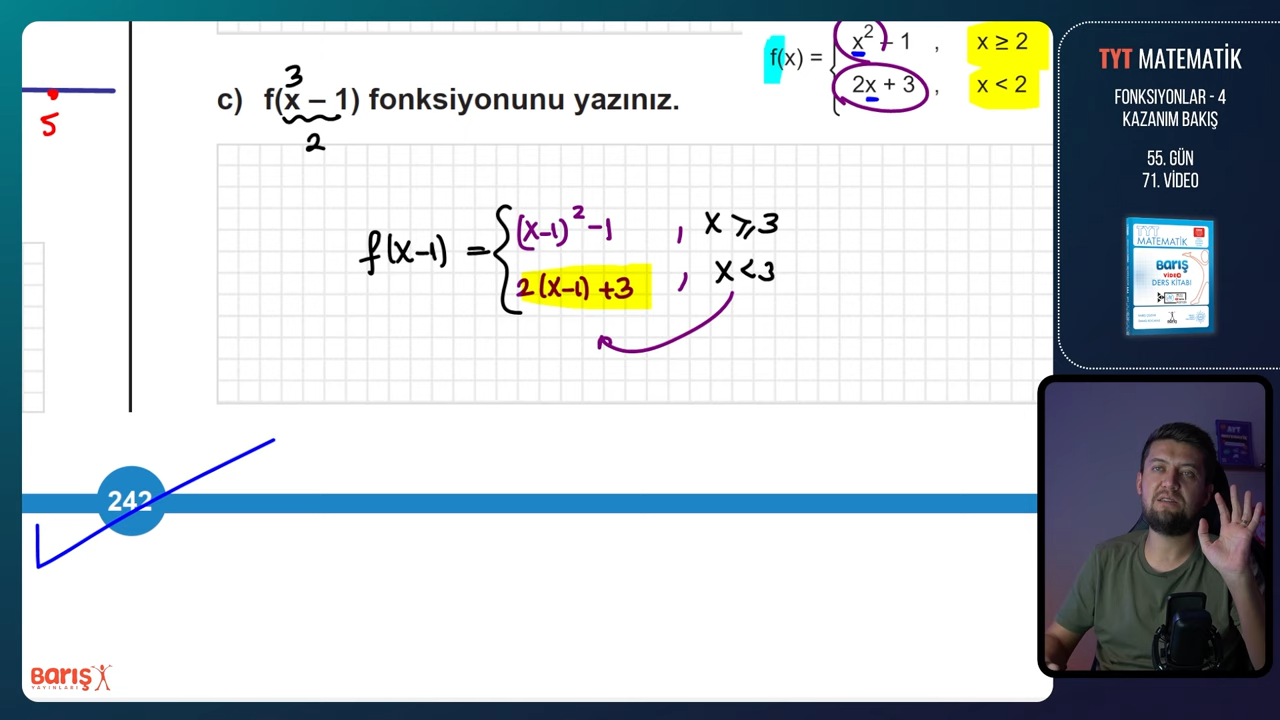 5
f(x) = { x² – 1 , x ≥ 2
2x + 3 , x < 2
3
c) f(x – 1) fonksiyonunu yazınız.
2
f(x-1) = { (x-1)² -1 , x ≥ 3
2(x-1) +3 , x < 3
242
BARIŞ
YAYINLARI
TYT MATEMATİK
FONKSIYONLAR - 4
KAZANIM BAKIŞ
55. GÜN
71. VİDEO
TYT
MATEMATİK
BARIŞ
VİDEO
DERS KİTABI